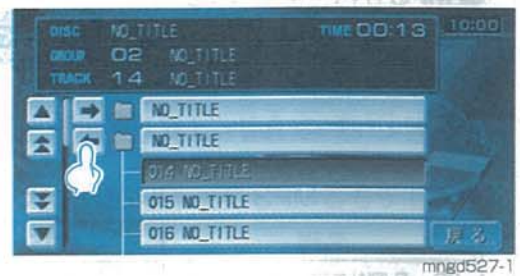 DISC NO_TITLE TIME 00:13 10:00
GROUP 02 NO_TITLE
TRACK 14 NO_TITLE
NO_TITLE
NO_TITLE
014 NO_TITLE
015 NO_TITLE
016 NO_TITLE
戻る
mngd527-1